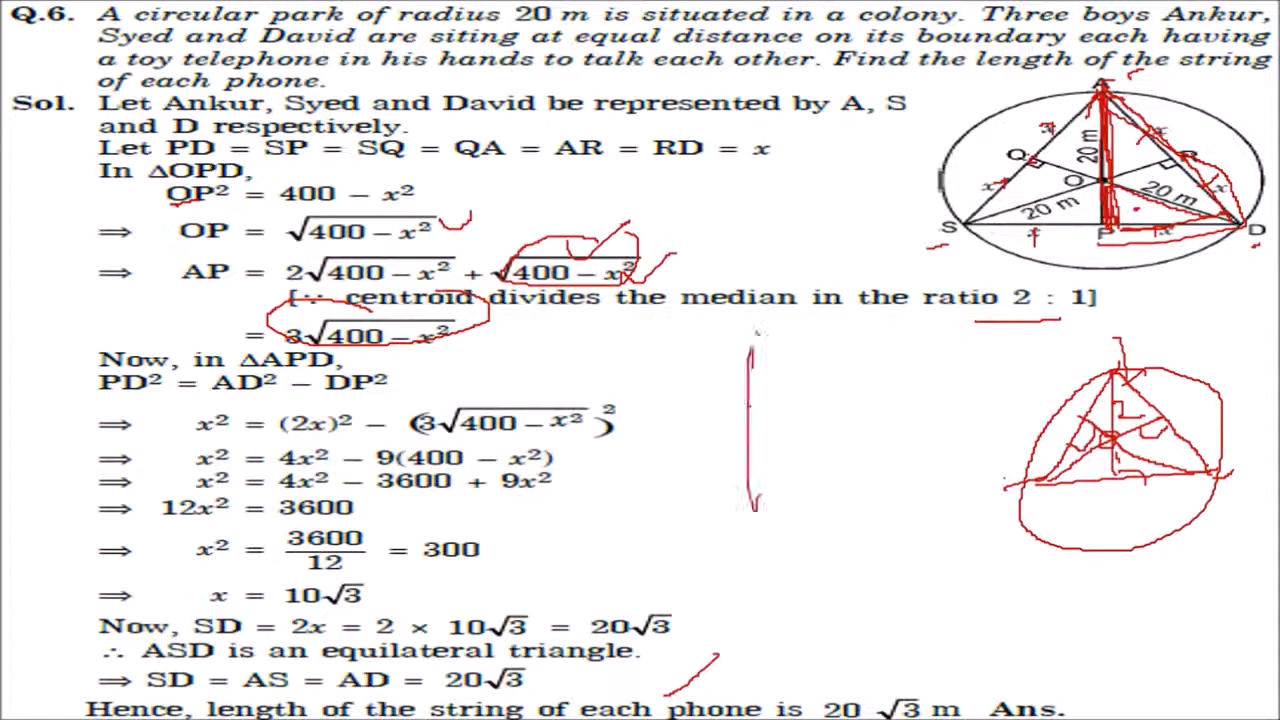 Q.6. A circular park of radius 20 m is situated in a colony. Three boys Ankur,
Syed and David are siting at equal distance on its boundary each having
a toy telephone in his hands to talk each other. Find the length of the string
of each phone.
Sol. Let Ankur, Syed and David be represented by A, S
and D respectively.
Let PD = SP = SQ = QA = AR = RD = x
In ΔOPD,
OP² = 400 − x²
⇒ OP = √(400 − x²)
⇒ AP = 2√(400 − x²) + √(400 − x²)
[∵ centroid divides the median in the ratio 2 : 1]
= 3√(400 − x²)
Now, in ΔAPD,
PD² = AD² − DP²
⇒ x² = (2x)² − (3√(400 − x²))²
⇒ x² = 4x² − 9(400 − x²)
⇒ x² = 4x² − 3600 + 9x²
⇒ 12x² = 3600
⇒ x² = 3600/12 = 300
⇒ x = 10√3
Now, SD = 2x = 2 × 10√3 = 20√3
∴ ASD is an equilateral triangle.
⇒ SD = AS = AD = 20√3
Hence, length of the string of each phone is 20 √3 m Ans.
A
x
x
20 m
Q
R
O
x
x
20 m
20 m
S
x
P
x
D